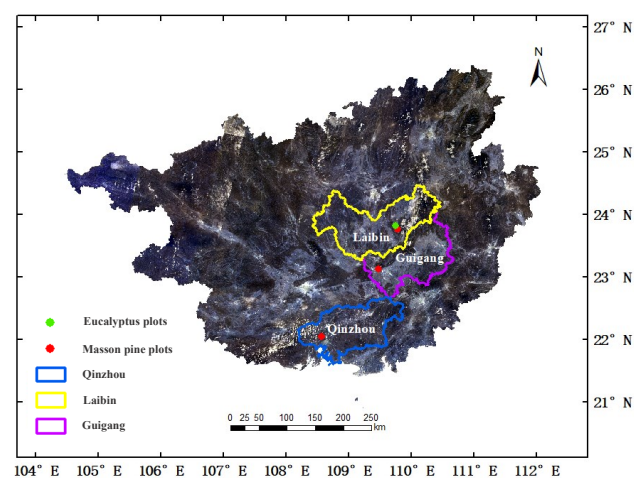 N
27° N
26° N
25° N
24° N
23° N
22° N
21° N
Laibin
Guigang
Qinzhou
Eucalyptus plots
Masson pine plots
Qinzhou
Laibin
Guigang
0 25 50 100 150 200 250
km
104° E 105° E 106° E 107° E 108° E 109° E 110° E 111° E 112° E